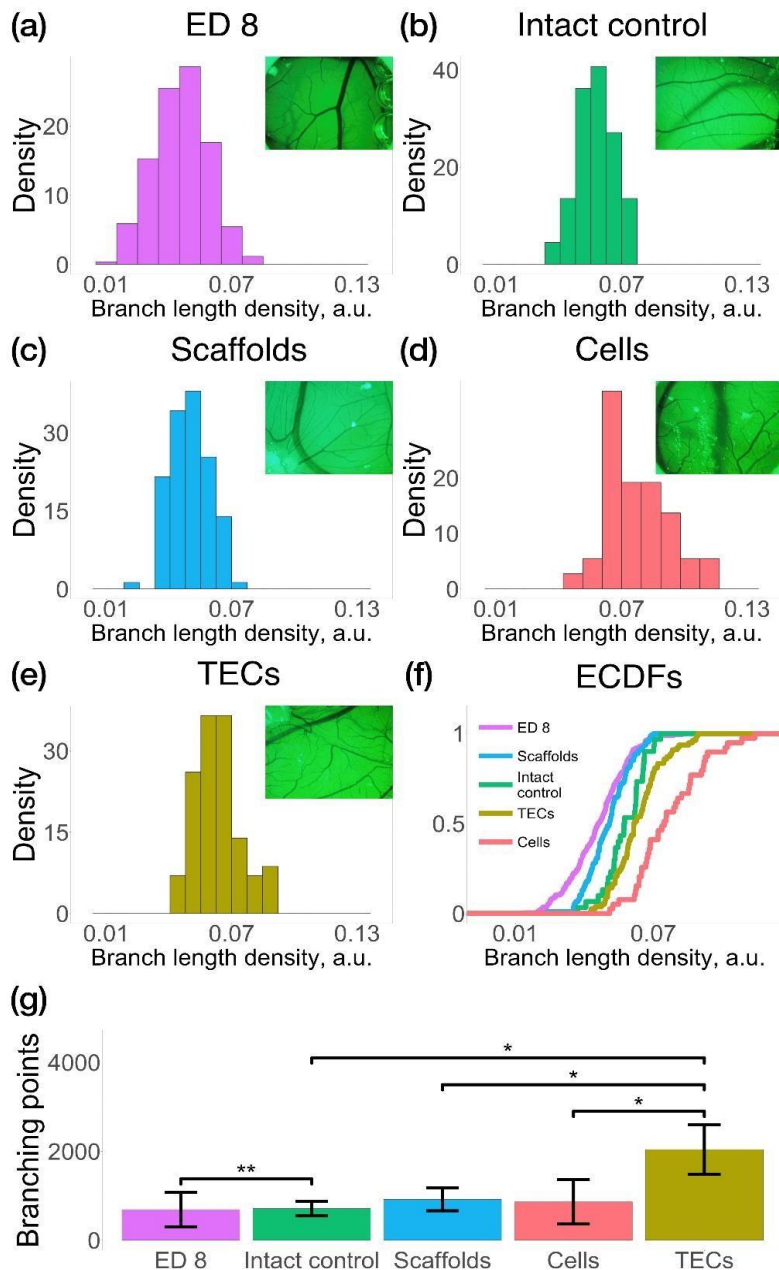 (a) ED 8
20
0
Density
0.01 0.07 0.13
Branch length density, a.u.
(b) Intact control
40
20
0
Density
0.01 0.07 0.13
Branch length density, a.u.
(c) Scaffolds
30
15
0
Density
0.01 0.07 0.13
Branch length density, a.u.
(d) Cells
20
10
0
Density
0.01 0.07 0.13
Branch length density, a.u.
(e) TECs
30
15
0
Density
0.01 0.07 0.13
Branch length density, a.u.
(f) ECDFs
1
0.5
0
ED 8
Scaffolds
Intact
control
TECs
Cells
0.01 0.07
Branch length density, a.u.
(g)
4000
2000
0
Branching points
*
*
*
**
ED 8 Intact control Scaffolds Cells TECs